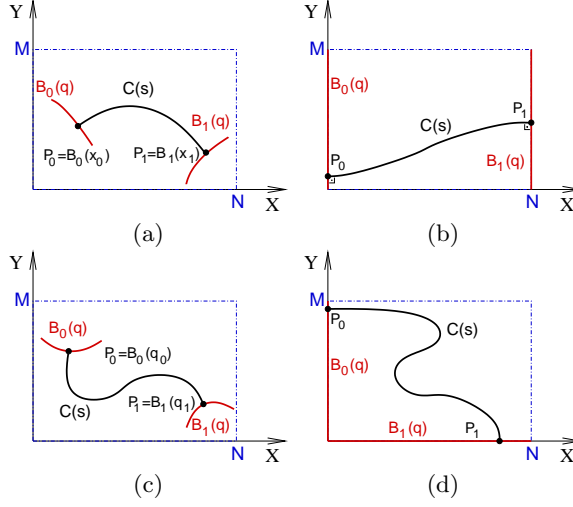 Y
M
B₀(q)
C(s)
B₁(q)
P₀=B₀(x₀)
P₁=B₁(x₁)
N
X
(a)
Y
M
B₀(q)
C(s)
P₁
P₀
B₁(q)
N
X
(b)
Y
M
B₀(q)
P₀=B₀(q₀)
C(s)
P₁=B₁(q₁)
B₁(q)
N
X
(c)
Y
M
P₀
C(s)
B₀(q)
B₁(q)
P₁
N
X
(d)